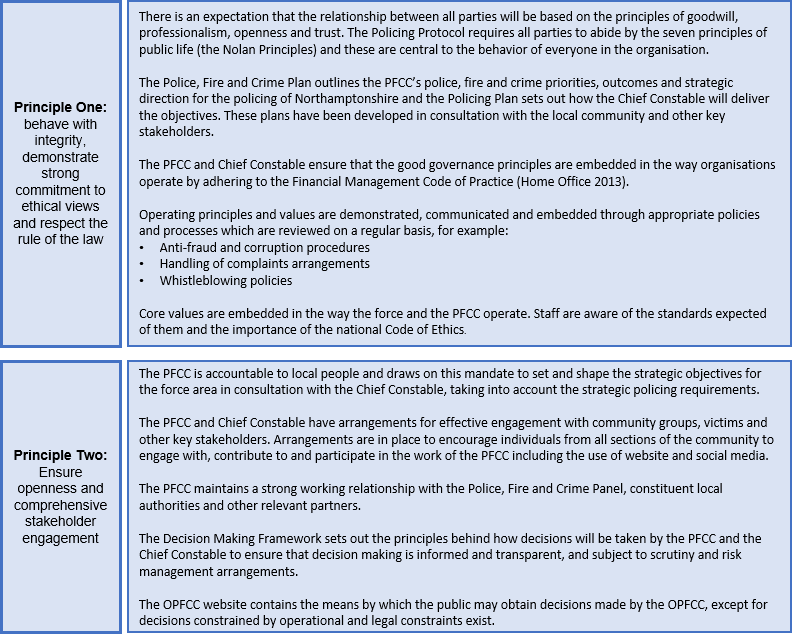 Principle One:
behave with
integrity,
demonstrate
strong
commitment to
ethical views
and respect the
rule of the law
There is an expectation that the relationship between all parties will be based on the principles of goodwill,
professionalism, openness and trust. The Policing Protocol requires all parties to abide by the seven principles of
public life (the Nolan Principles) and these are central to the behavior of everyone in the organisation.
The Police, Fire and Crime Plan outlines the PFCC's police, fire and crime priorities, outcomes and strategic
direction for the policing of Northamptonshire and the Policing Plan sets out how the Chief Constable will deliver
the objectives. These plans have been developed in consultation with the local community and other key
stakeholders.
The PFCC and Chief Constable ensure that the good governance principles are embedded in the way organisations
operate by adhering to the Financial Management Code of Practice (Home Office 2013).
Operating principles and values are demonstrated, communicated and embedded through appropriate policies
and processes which are reviewed on a regular basis, for example:
• Anti-fraud and corruption procedures
• Handling of complaints arrangements
• Whistleblowing policies
Core values are embedded in the way the force and the PFCC operate. Staff are aware of the standards expected
of them and the importance of the national Code of Ethics.
Principle Two:
Ensure
openness and
comprehensive
stakeholder
engagement
The PFCC is accountable to local people and draws on this mandate to set and shape the strategic objectives for
the force area in consultation with the Chief Constable, taking into account the strategic policing requirements.
The PFCC and Chief Constable have arrangements for effective engagement with community groups, victims and
other key stakeholders. Arrangements are in place to encourage individuals from all sections of the community to
engage with, contribute to and participate in the work of the PFCC including the use of website and social media.
The PFCC maintains a strong working relationship with the Police, Fire and Crime Panel, constituent local
authorities and other relevant partners.
The Decision Making Framework sets out the principles behind how decisions will be taken by the PFCC and the
Chief Constable to ensure that decision making is informed and transparent, and subject to scrutiny and risk
management arrangements.
The OPFCC website contains the means by which the public may obtain decisions made by the OPFCC, except for
decisions constrained by operational and legal constraints exist.